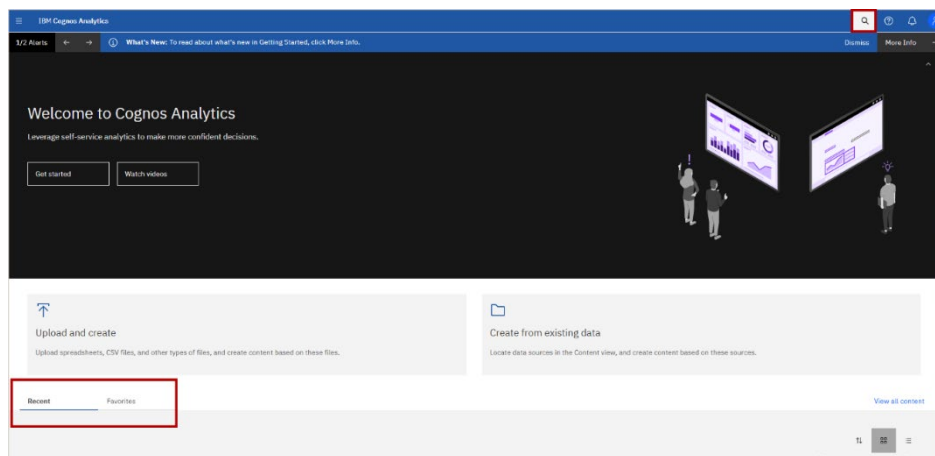 IBM Cognos Analytics
1/2 Alerts What's New: To read about what's new in Getting Started, click More Info. Dismiss More Info
Welcome to Cognos Analytics
Leverage self-service analytics to make more confident decisions.
Get started Watch videos
Upload and create
Upload spreadsheets, CSV files, and other types of files, and create content based on these files.
Create from existing data
Locate data sources in the Content view, and create content based on these sources.
Recent Favorites View all content